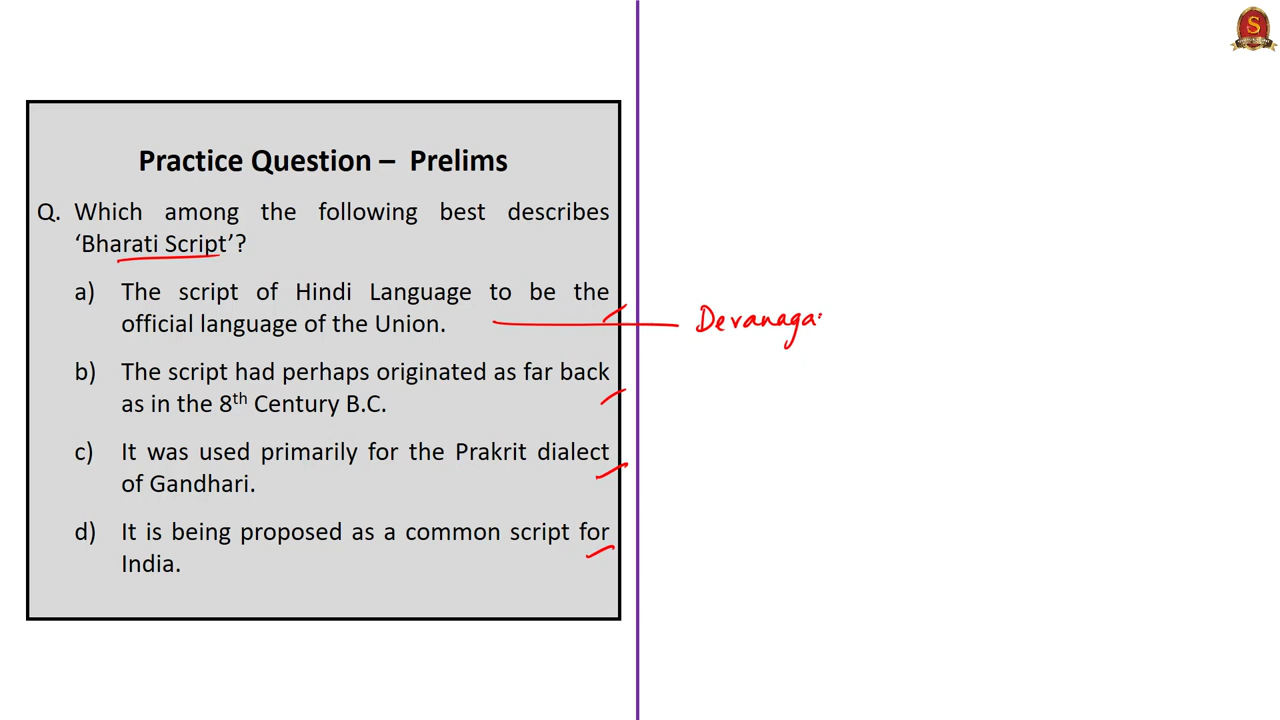 S
Practice Question – Prelims
Q. Which among the following best describes
‘Bharati Script’?
a) The script of Hindi Language to be the
official language of the Union.
Devanaga
b) The script had perhaps originated as far back
as in the 8th Century B.C.
c) It was used primarily for the Prakrit dialect
of Gandhari.
d) It is being proposed as a common script for
India.